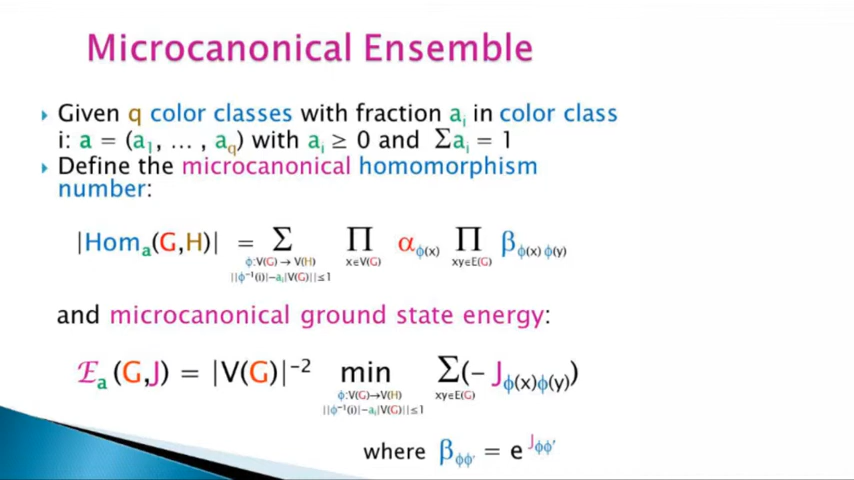 Microcanonical Ensemble
Given q color classes with fraction aᵢ in color class
i: a = (a₁, … , a_q) with aᵢ ≥ 0 and Σaᵢ = 1
Define the microcanonical homomorphism
number:
|Homₐ(G,H)| = Σ Π α_ϕ(x) Π β_ϕ(x) ϕ(y)
ϕ:V(G) → V(H) x∈V(G) xy∈E(G)
||ϕ⁻¹(i)|−aᵢ|V(G)||≤1
and microcanonical ground state energy:
ℰₐ (G,J) = |V(G)|⁻² min Σ(− J_ϕ(x)ϕ(y))
ϕ:V(G)→V(H) xy∈E(G)
||ϕ⁻¹(i)|−aᵢ|V(G)||≤1
where β_ϕϕ′ = e^J_ϕϕ′